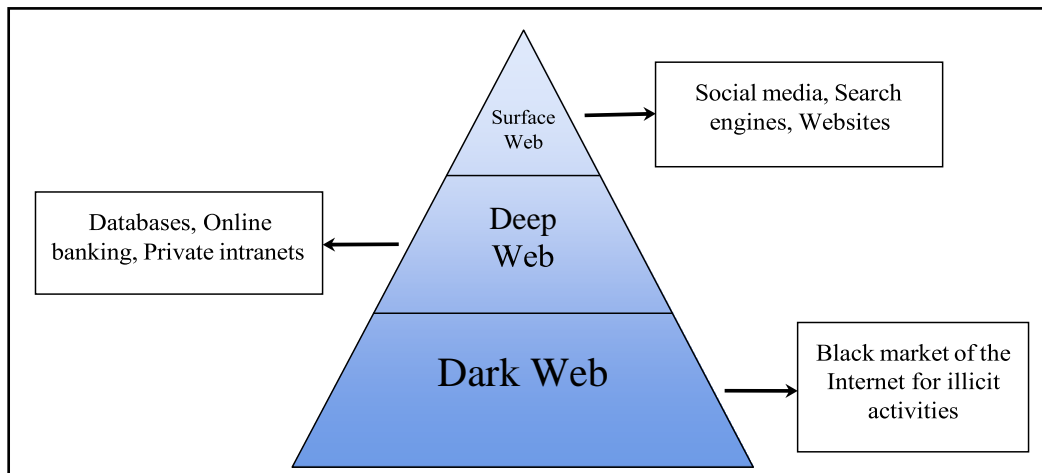 Surface
Web
Social media, Search
engines, Websites
Deep
Web
Databases, Online
banking, Private intranets
Dark Web
Black market of the
Internet for illicit
activities